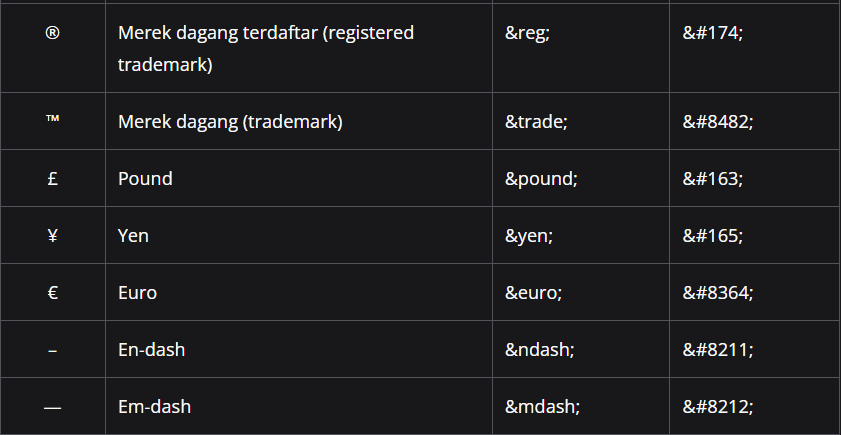 ® Merek dagang terdaftar (registered &reg; &#174;
trademark)
™ Merek dagang (trademark) &trade; &#8482;
£ Pound &pound; &#163;
¥ Yen &yen; &#165;
€ Euro &euro; &#8364;
– En-dash &ndash; &#8211;
— Em-dash &mdash; &#8212;